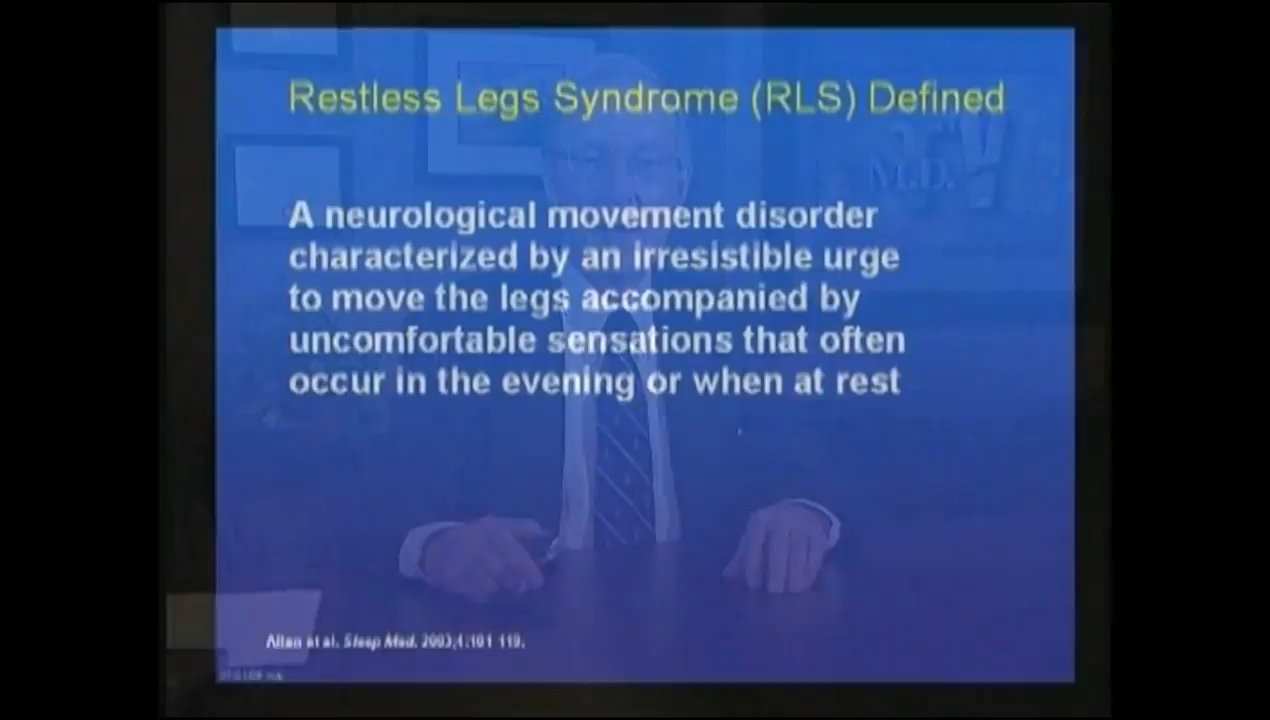 Restless Legs Syndrome (RLS) Defined
TV
M.D.
A neurological movement disorder
characterized by an irresistible urge
to move the legs accompanied by
uncomfortable sensations that often
occur in the evening or when at rest
Allen et al. Sleep Med. 2003;4:101-119.